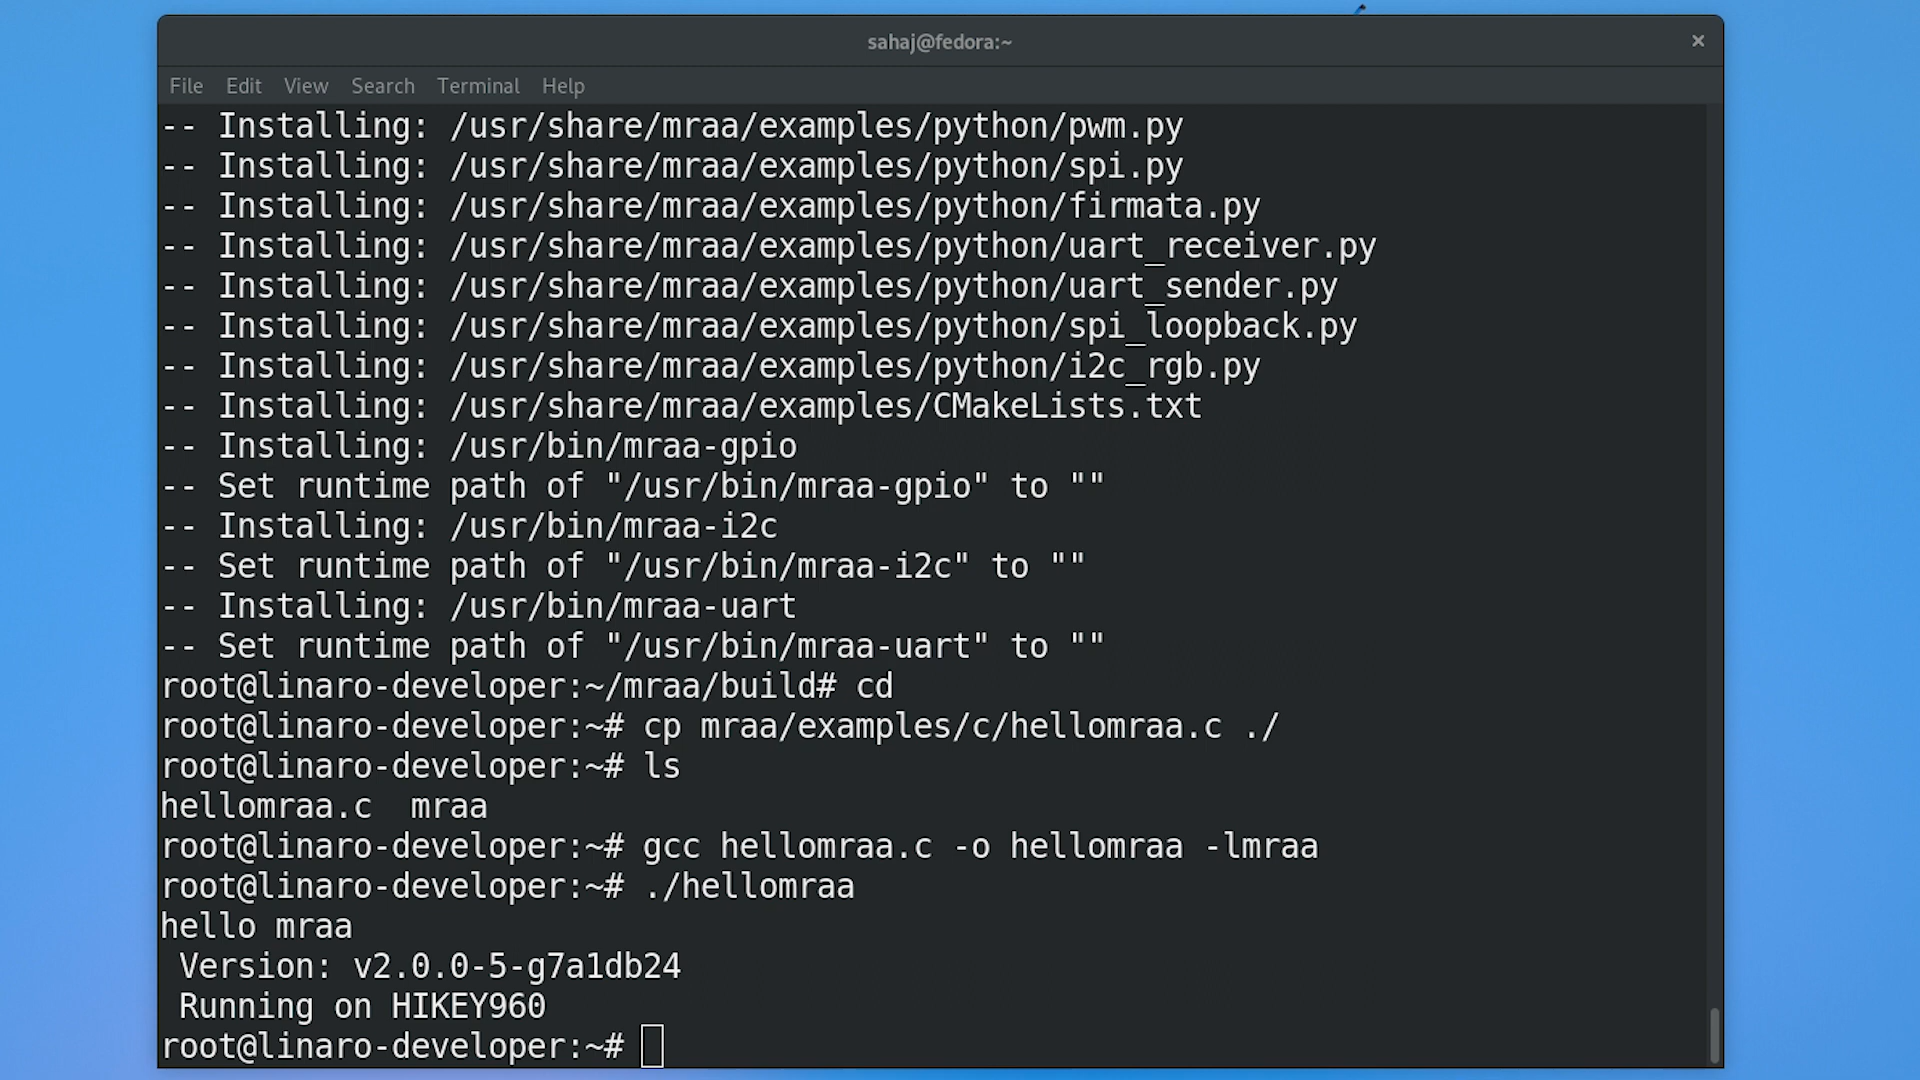 sahaj@fedora:~
File Edit View Search Terminal Help
-- Installing: /usr/share/mraa/examples/python/pwm.py
-- Installing: /usr/share/mraa/examples/python/spi.py
-- Installing: /usr/share/mraa/examples/python/firmata.py
-- Installing: /usr/share/mraa/examples/python/uart_receiver.py
-- Installing: /usr/share/mraa/examples/python/uart_sender.py
-- Installing: /usr/share/mraa/examples/python/spi_loopback.py
-- Installing: /usr/share/mraa/examples/python/i2c_rgb.py
-- Installing: /usr/share/mraa/examples/CMakeLists.txt
-- Installing: /usr/bin/mraa-gpio
-- Set runtime path of "/usr/bin/mraa-gpio" to ""
-- Installing: /usr/bin/mraa-i2c
-- Set runtime path of "/usr/bin/mraa-i2c" to ""
-- Installing: /usr/bin/mraa-uart
-- Set runtime path of "/usr/bin/mraa-uart" to ""
root@linaro-developer:~/mraa/build# cd
root@linaro-developer:~# cp mraa/examples/c/hellomraa.c ./
root@linaro-developer:~# ls
hellomraa.c  mraa
root@linaro-developer:~# gcc hellomraa.c -o hellomraa -lmraa
root@linaro-developer:~# ./hellomraa
hello mraa
 Version: v2.0.0-5-g7a1db24
 Running on HIKEY960
root@linaro-developer:~#